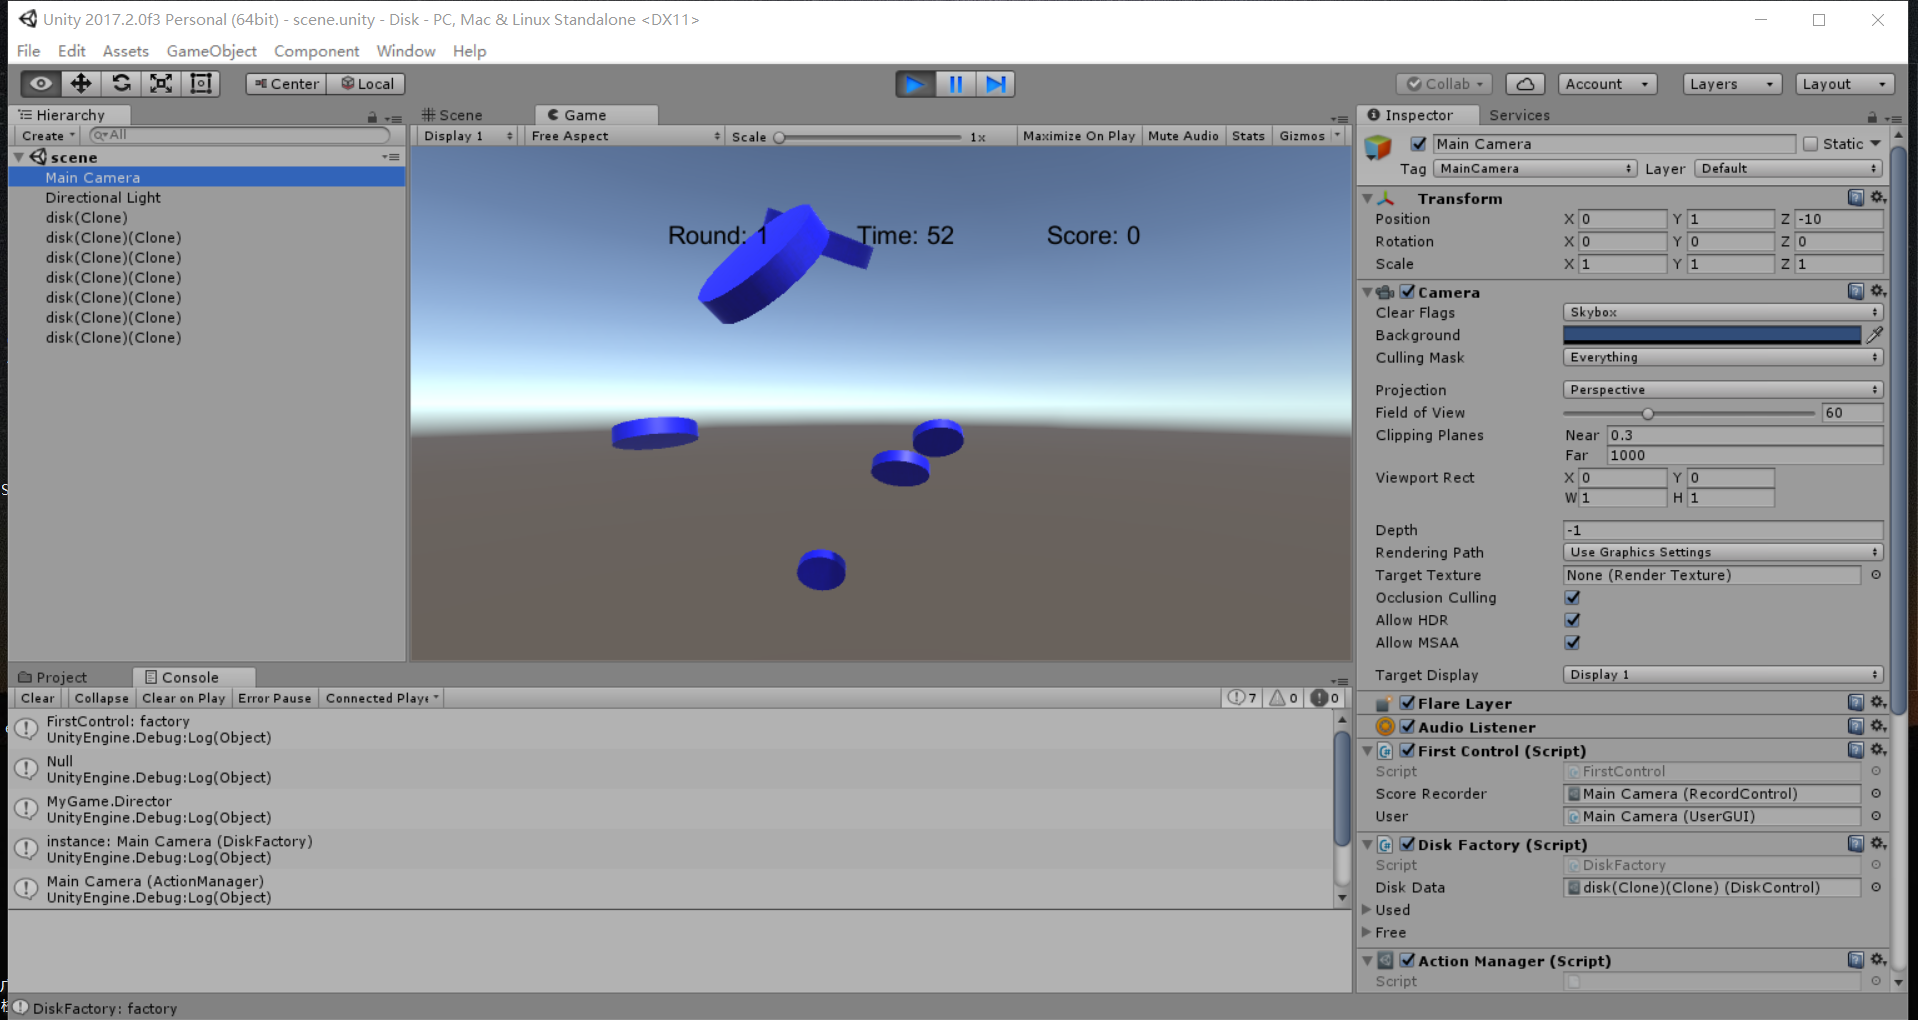 Unity 2017.2.0f3 Personal (64bit) - scene.unity - Disk - PC, Mac & Linux Standalone <DX11>
File Edit Assets GameObject Component Window Help
Center Local Collab Account Layers Layout
Hierarchy
Create All
scene
Main Camera
Directional Light
disk(Clone)
disk(Clone)(Clone)
disk(Clone)(Clone)
disk(Clone)(Clone)
disk(Clone)(Clone)
disk(Clone)(Clone)
disk(Clone)(Clone)
Scene Game
Display 1 Free Aspect Scale 1x Maximize On Play Mute Audio Stats Gizmos
Round: 1 Time: 52 Score: 0
Project Console
Clear Collapse Clear on Play Error Pause Connected Playe 7 0 0
FirstControl: factory
UnityEngine.Debug:Log(Object)
Null
UnityEngine.Debug:Log(Object)
MyGame.Director
UnityEngine.Debug:Log(Object)
instance: Main Camera (DiskFactory)
UnityEngine.Debug:Log(Object)
Main Camera (ActionManager)
UnityEngine.Debug:Log(Object)
DiskFactory: factory
Inspector Services
Main Camera Static
Tag MainCamera Layer Default
Transform
Position X 0 Y 1 Z -10
Rotation X 0 Y 0 Z 0
Scale X 1 Y 1 Z 1
Camera
Clear Flags Skybox
Background
Culling Mask Everything
Projection Perspective
Field of View 60
Clipping Planes Near 0.3
Far 1000
Viewport Rect X 0 Y 0
W 1 H 1
Depth -1
Rendering Path Use Graphics Settings
Target Texture None (Render Texture)
Occlusion Culling
Allow HDR
Allow MSAA
Target Display Display 1
Flare Layer
Audio Listener
First Control (Script)
Script FirstControl
Score Recorder Main Camera (RecordControl)
User Main Camera (UserGUI)
Disk Factory (Script)
Script DiskFactory
Disk Data disk(Clone)(Clone) (DiskControl)
Used
Free
Action Manager (Script)
Script